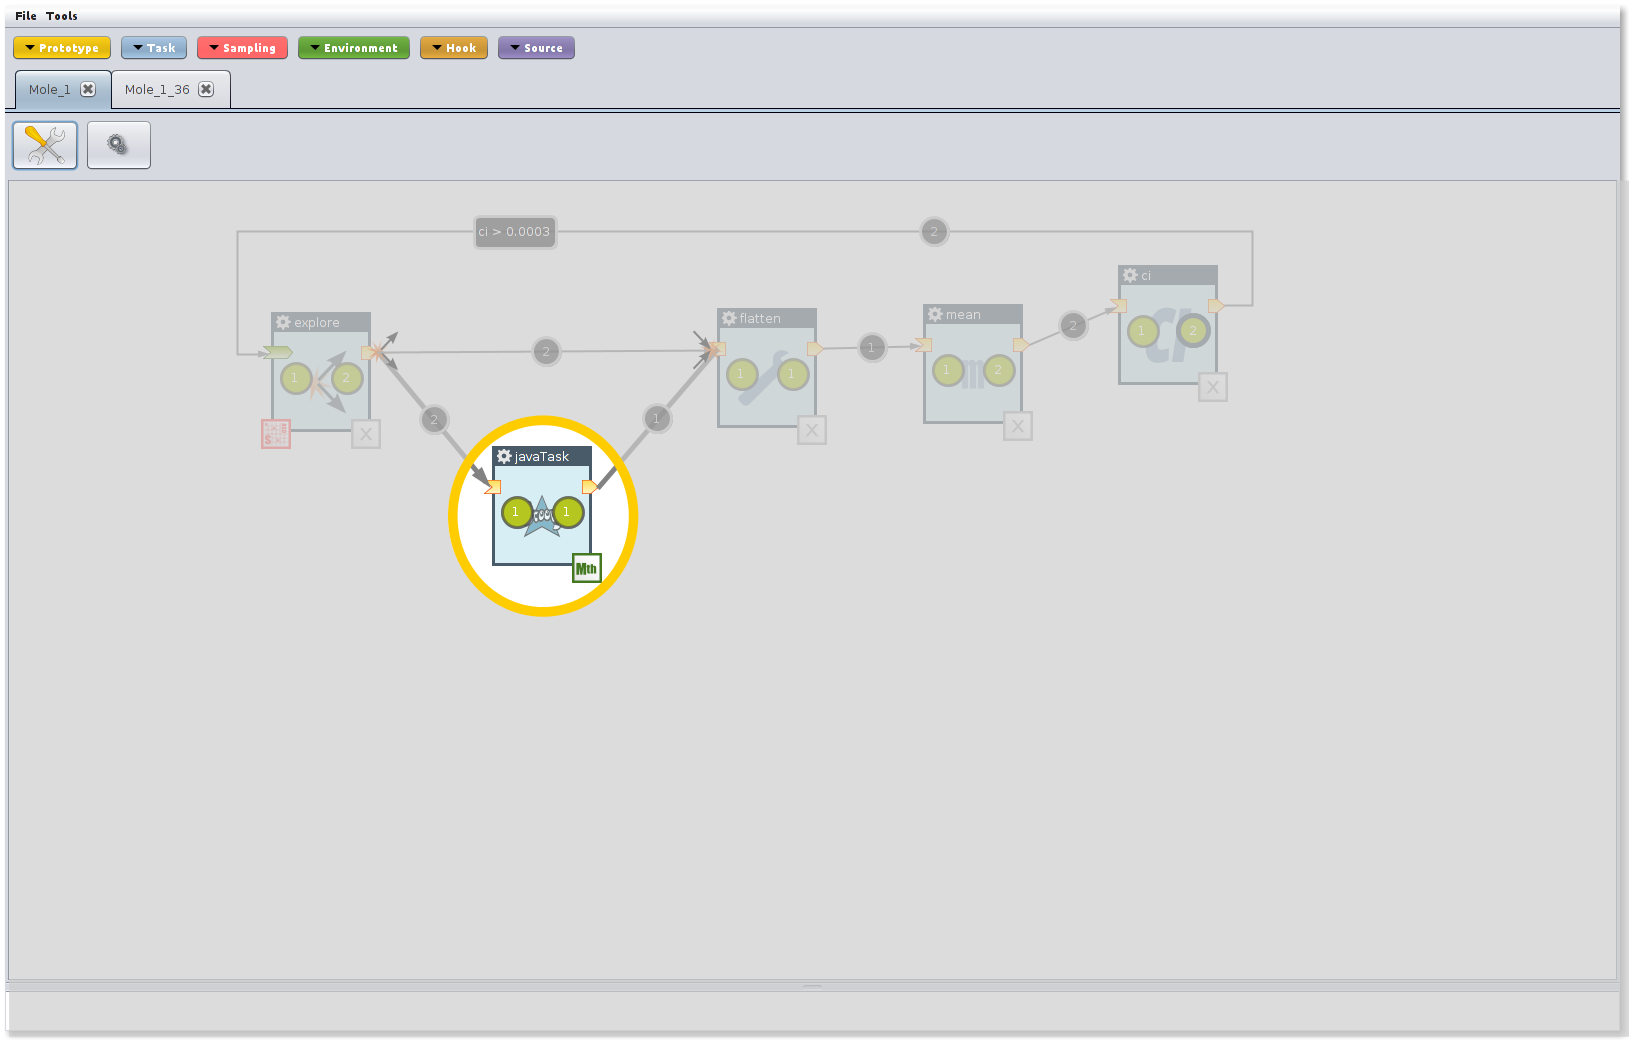 File Tools
Prototype Task Sampling Environment Hook Source
Mole_1 Mole_1_36
ci > 0.0003 2
ci
1 2
X
explore
1 2
X
2
flatten
1 1
X
1
mean
1 2
X
2
2
1
javaTask
1 1
Mth